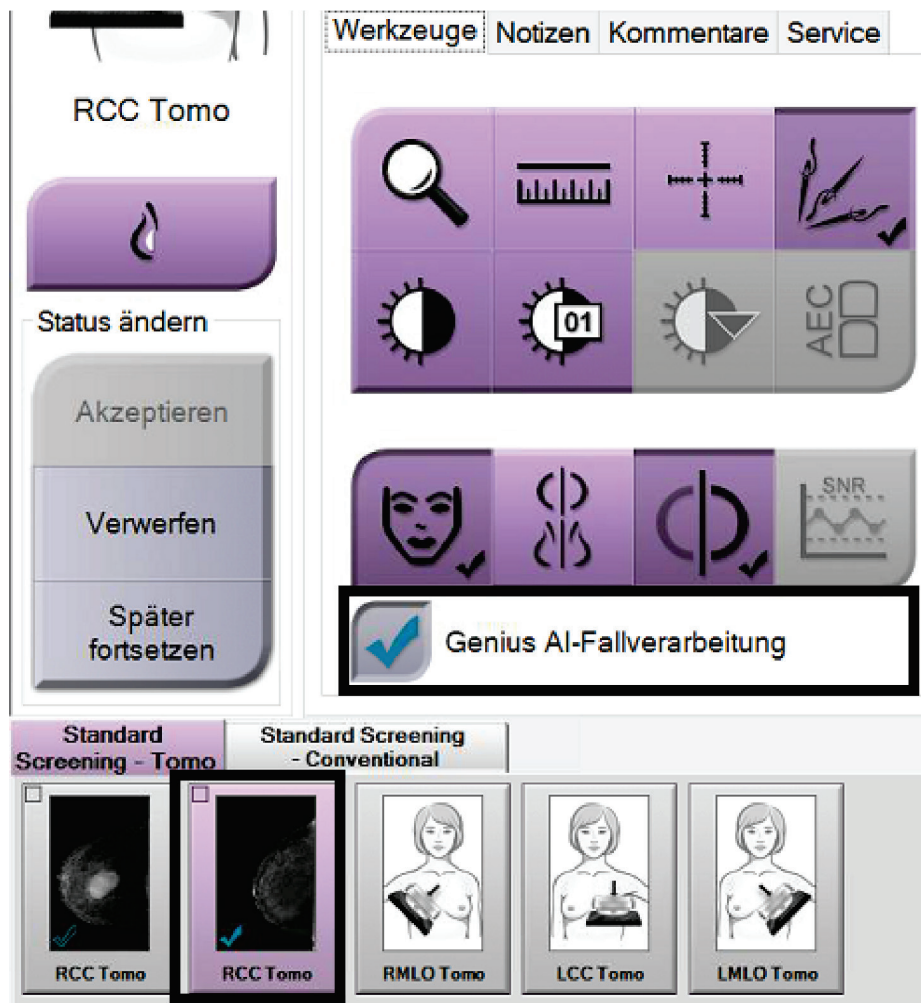 RCC Tomo
Status ändern
Akzeptieren
Verwerfen
Später
fortsetzen
Werkzeuge Notizen Kommentare Service
01
AEC
SNR
Genius AI-Fallverarbeitung
Standard
Screening - Tomo
Standard Screening
- Conventional
RCC Tomo
RCC Tomo
RMLO Tomo
LCC Tomo
LMLO Tomo